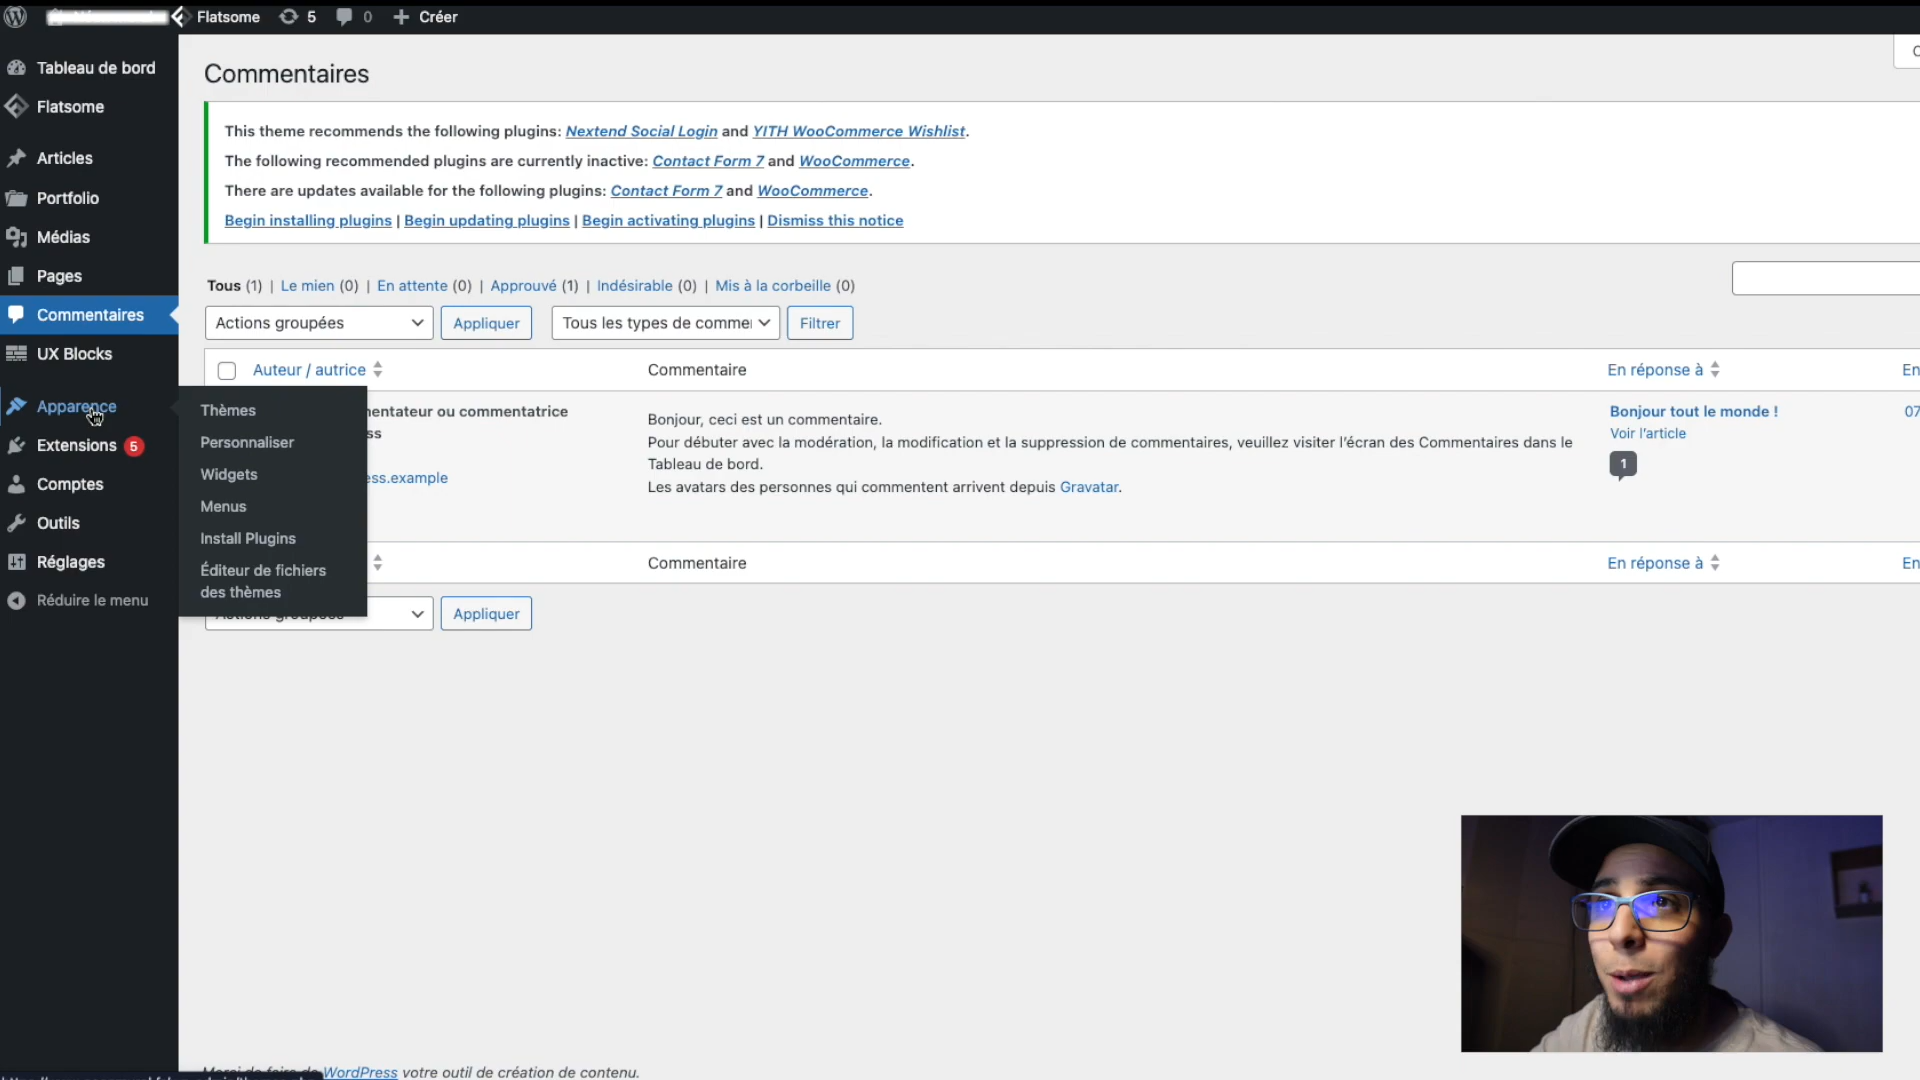 Flatsome 5 0 Créer
Tableau de bord
Flatsome
Articles
Portfolio
Médias
Pages
Commentaires
UX Blocks
Apparence
Extensions 5
Comptes
Outils
Réglages
Réduire le menu
Thèmes
Personnaliser
Widgets
Menus
Install Plugins
Éditeur de fichiers
des thèmes
Commentaires
This theme recommends the following plugins: Nextend Social Login and YITH WooCommerce Wishlist.
The following recommended plugins are currently inactive: Contact Form 7 and WooCommerce.
There are updates available for the following plugins: Contact Form 7 and WooCommerce.
Begin installing plugins | Begin updating plugins | Begin activating plugins | Dismiss this notice
Tous (1) | Le mien (0) | En attente (0) | Approuvé (1) | Indésirable (0) | Mis à la corbeille (0)
Actions groupées Appliquer Tous les types de comme Filtrer
Auteur / autrice Commentaire En réponse à En
mentateur ou commentatrice
ss
ess.example
Bonjour, ceci est un commentaire.
Pour débuter avec la modération, la modification et la suppression de commentaires, veuillez visiter l'écran des Commentaires dans le
Tableau de bord.
Les avatars des personnes qui commentent arrivent depuis Gravatar.
Bonjour tout le monde !
Voir l'article
1
07
Commentaire En réponse à En
Appliquer
WordPress votre outil de création de contenu.